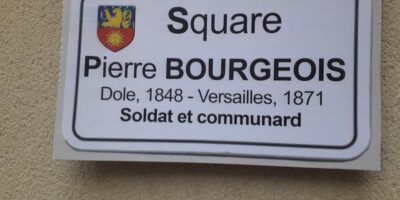 Square
Pierre BOURGEOIS
Dole, 1848 - Versailles, 1871
Soldat et communard